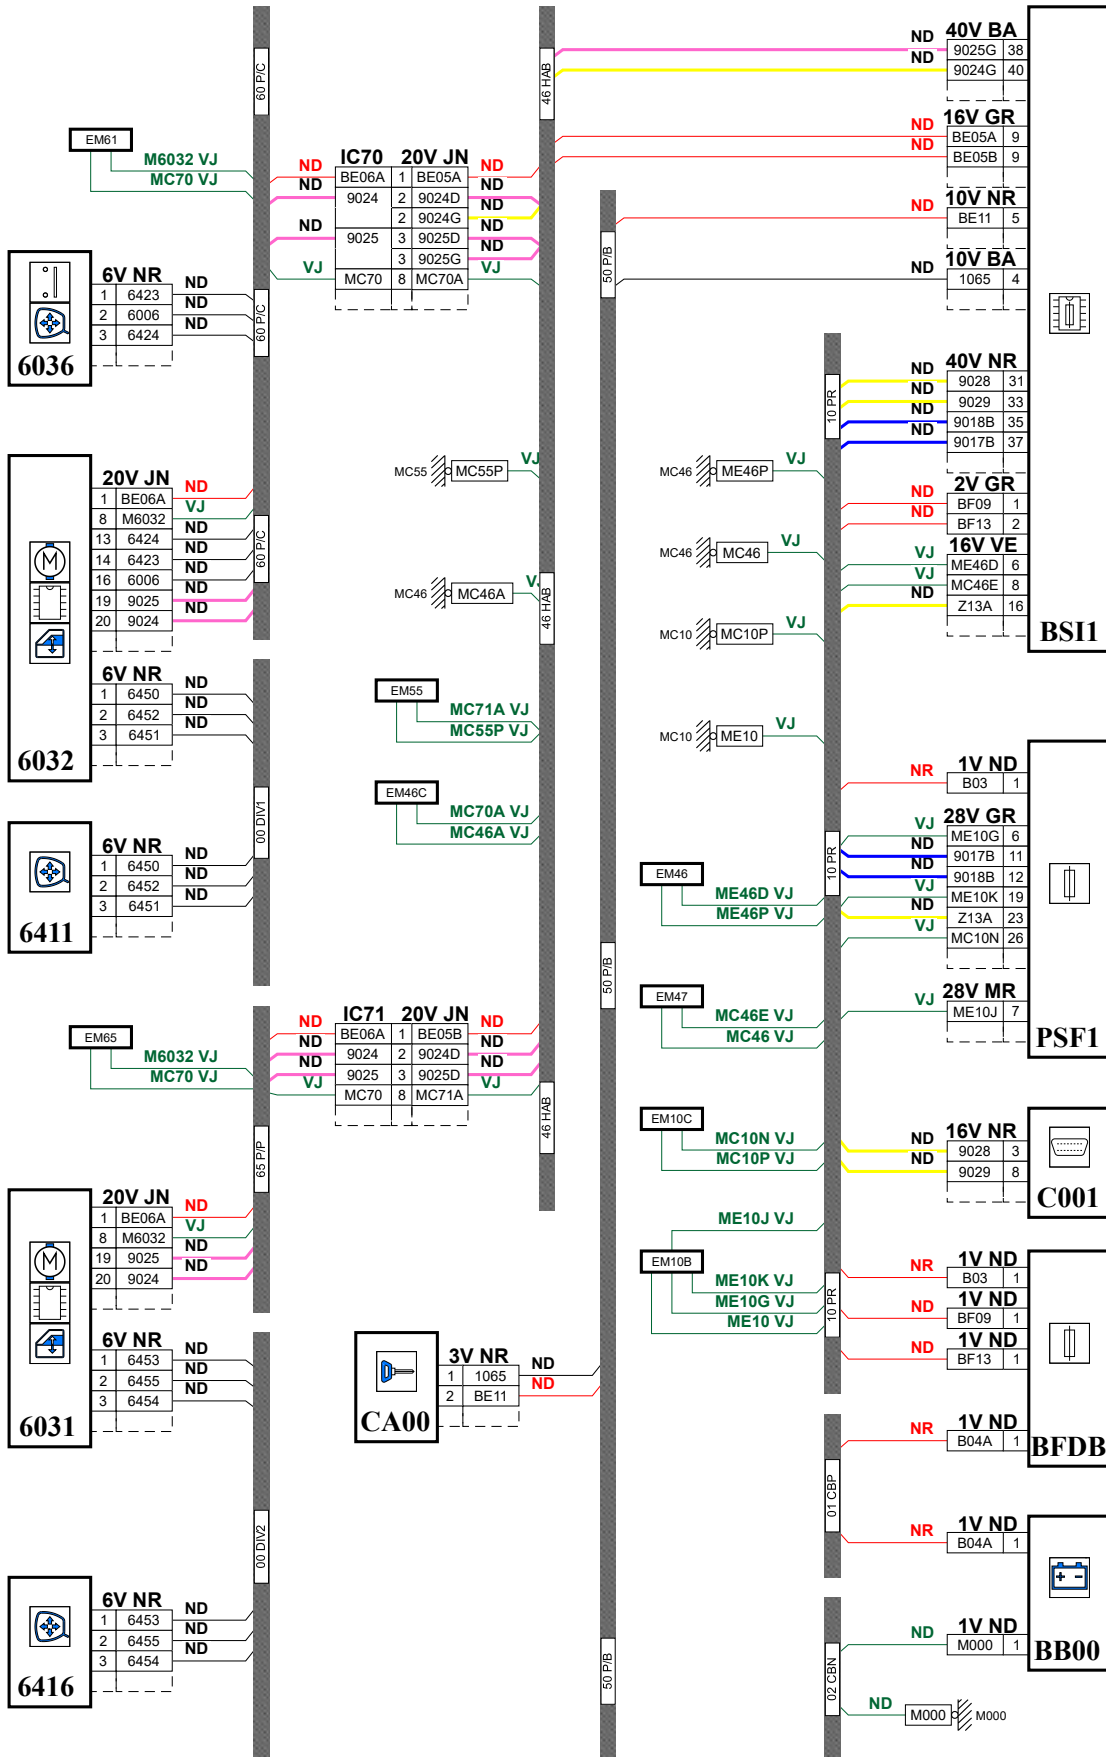 60 P/C
46 HAB
ND 40V BA
9025G 38
ND
9024G 40
EM61
M6032 VJ
MC70 VJ
IC70 20V JN
ND BE06A 1 BE05A ND
ND 9024 2 9024D ND
2 9024G ND
ND 9025 3 9025D ND
3 9025G ND
VJ MC70 8 MC70A VJ
16V GR
ND BE05A 9
ND BE05B 9
10V NR
ND BE11 5
10V BA
ND 1065 4
50 P/B
6036
6V NR
1 6423 ND
2 6006 ND
3 6424 ND
60 P/C
10 PR
40V NR
ND 9028 31
ND 9029 33
ND 9018B 35
ND 9017B 37
2V GR
ND BF09 1
ND BF13 2
16V VE
VJ ME46D 6
VJ MC46E 8
ND Z13A 16
BSI1
6032
M
20V JN
1 BE06A ND
8 M6032 VJ
13 6424 ND
14 6423 ND
16 6006 ND
19 9025 ND
20 9024 ND
60 P/C
6V NR
1 6450 ND
2 6452 ND
3 6451 ND
MC55 MC55P VJ
MC46 MC46A VJ
46 HAB
MC46 ME46P VJ
MC46 MC46 VJ
MC10 MC10P VJ
MC10 ME10 VJ
EM55
MC71A VJ
MC55P VJ
EM46C
MC70A VJ
MC46A VJ
00 DIV1
6411
6V NR
1 6450 ND
2 6452 ND
3 6451 ND
1V ND
NR B03 1
28V GR
VJ ME10G 6
ND 9017B 11
ND 9018B 12
VJ ME10K 19
ND Z13A 23
VJ MC10N 26
28V MR
VJ ME10J 7
PSF1
10 PR
EM46
ME46D VJ
ME46P VJ
50 P/B
EM47
MC46E VJ
MC46 VJ
EM65
M6032 VJ
MC70 VJ
IC71 20V JN
ND BE06A 1 BE05B ND
ND 9024 2 9024D ND
ND 9025 3 9025D ND
VJ MC70 8 MC71A VJ
46 HAB
65 P/P
EM10C
MC10N VJ
MC10P VJ
16V NR
ND 9028 3
ND 9029 8
C001
6031
M
20V JN
1 BE06A ND
8 M6032 VJ
19 9025 ND
20 9024 ND
6V NR
1 6453 ND
2 6455 ND
3 6454 ND
ME10J VJ
EM10B
ME10K VJ
ME10G VJ
ME10 VJ
10 PR
1V ND
NR B03 1
1V ND
ND BF09 1
1V ND
ND BF13 1
1V ND
NR B04A 1
BFDB
CA00
3V NR
1 1065 ND
2 BE11 ND
01 CBP
00 DIV2
1V ND
NR B04A 1
+ -
1V ND
ND M000 1
BB00
6416
6V NR
1 6453 ND
2 6455 ND
3 6454 ND
50 P/B
02 CBN
ND M000 M000